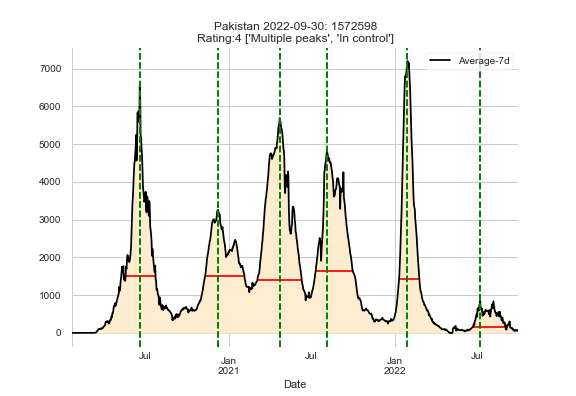 Pakistan 2022-09-30: 1572598
Rating:4 ['Multiple peaks', 'In control']
Average-7d
7000
6000
5000
4000
3000
2000
1000
0
Jul
Jan
2021
Jul
Jan
2022
Jul
Date